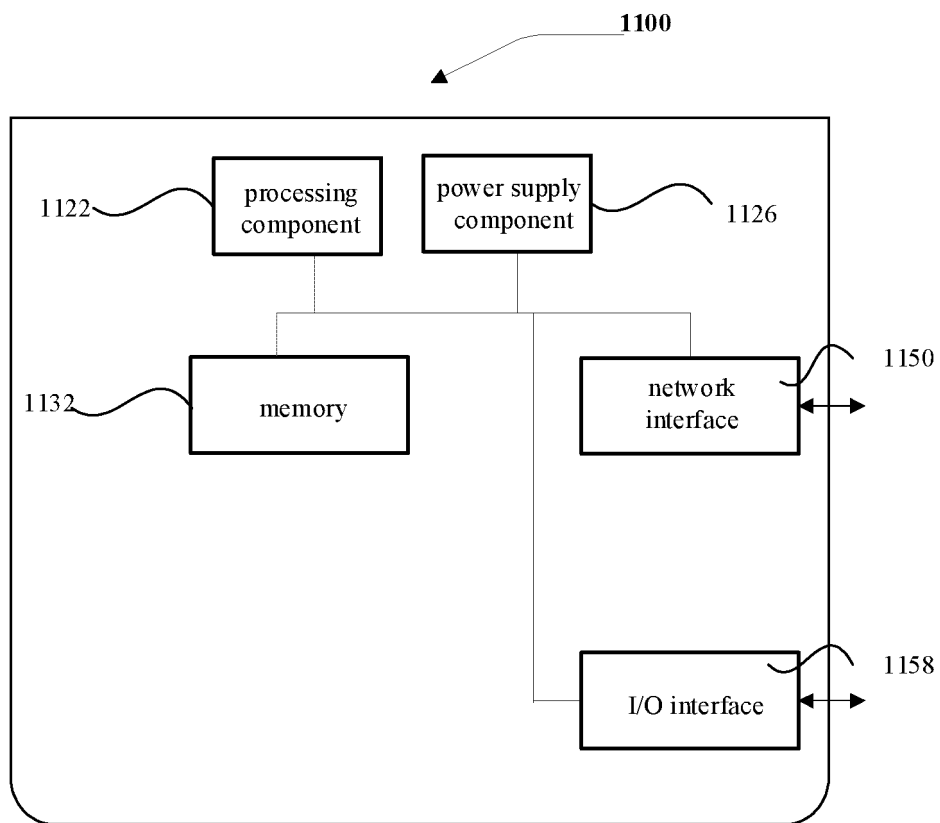 1100
processing
component
power supply
component
1122
1126
memory
1132
network
interface
1150
I/O interface
1158